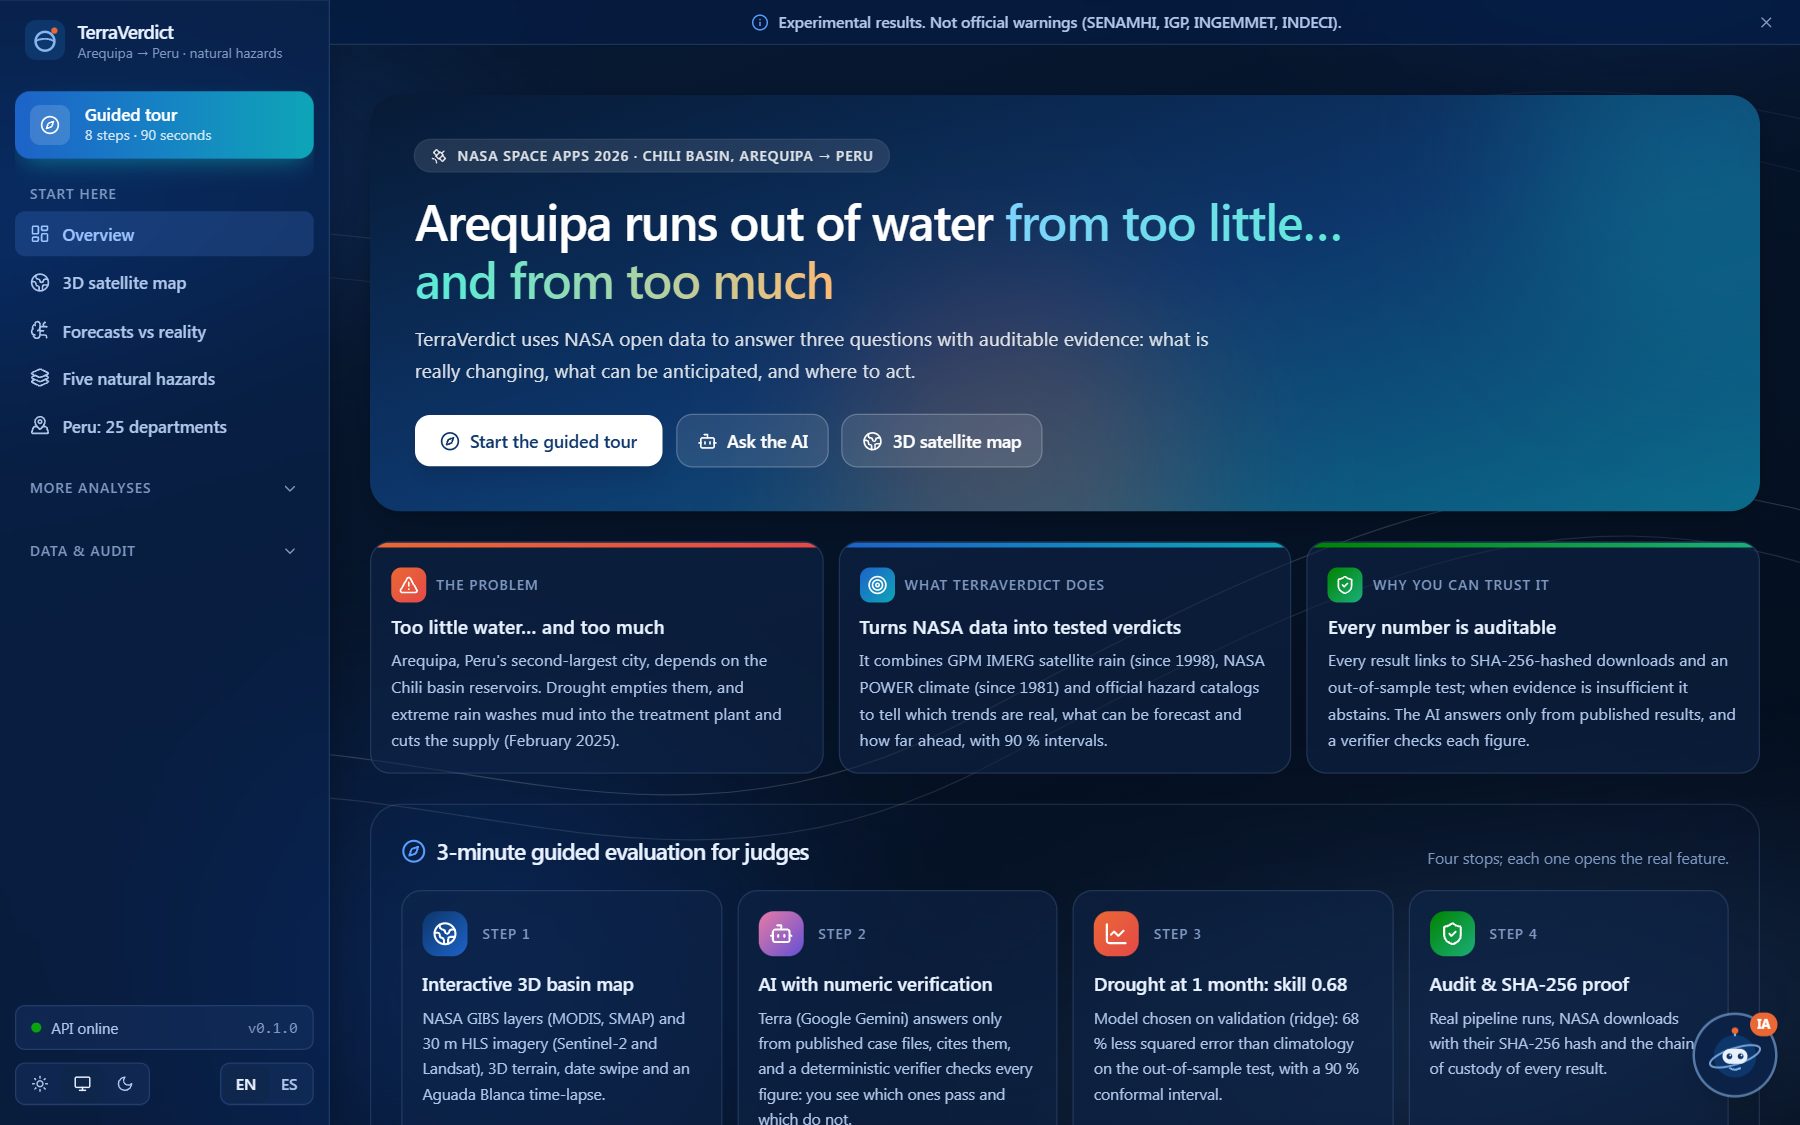 TerraVerdict
Arequipa → Peru · natural hazards
Guided tour
8 steps · 90 seconds
START HERE
Overview
3D satellite map
Forecasts vs reality
Five natural hazards
Peru: 25 departments
MORE ANALYSES
DATA & AUDIT
API online
v0.1.0
EN
ES
Experimental results. Not official warnings (SENAMHI, IGP, INGEMMET, INDECI).
NASA SPACE APPS 2026 · CHILI BASIN, AREQUIPA → PERU
Arequipa runs out of water from too little…
and from too much
TerraVerdict uses NASA open data to answer three questions with auditable evidence: what is
really changing, what can be anticipated, and where to act.
Start the guided tour
Ask the AI
3D satellite map
THE PROBLEM
Too little water… and too much
Arequipa, Peru's second-largest city, depends on the
Chili basin reservoirs. Drought empties them, and
extreme rain washes mud into the treatment plant and
cuts the supply (February 2025).
WHAT TERRAVERDICT DOES
Turns NASA data into tested verdicts
It combines GPM IMERG satellite rain (since 1998), NASA
POWER climate (since 1981) and official hazard catalogs
to tell which trends are real, what can be forecast and
how far ahead, with 90 % intervals.
WHY YOU CAN TRUST IT
Every number is auditable
Every result links to SHA-256-hashed downloads and an
out-of-sample test; when evidence is insufficient it
abstains. The AI answers only from published results, and
a verifier checks each figure.
3-minute guided evaluation for judges
Four stops; each one opens the real feature.
STEP 1
Interactive 3D basin map
NASA GIBS layers (MODIS, SMAP) and
30 m HLS imagery (Sentinel-2 and
Landsat), 3D terrain, date swipe and an
Aguada Blanca time-lapse.
STEP 2
AI with numeric verification
Terra (Google Gemini) answers only
from published case files, cites them,
and a deterministic verifier checks every
figure: you see which ones pass and
which do not.
STEP 3
Drought at 1 month: skill 0.68
Model chosen on validation (ridge): 68
% less squared error than climatology
on the out-of-sample test, with a 90 %
conformal interval.
STEP 4
Audit & SHA-256 proof
Real pipeline runs, NASA downloads
with their SHA-256 hash and the chain
of custody of every result.
IA